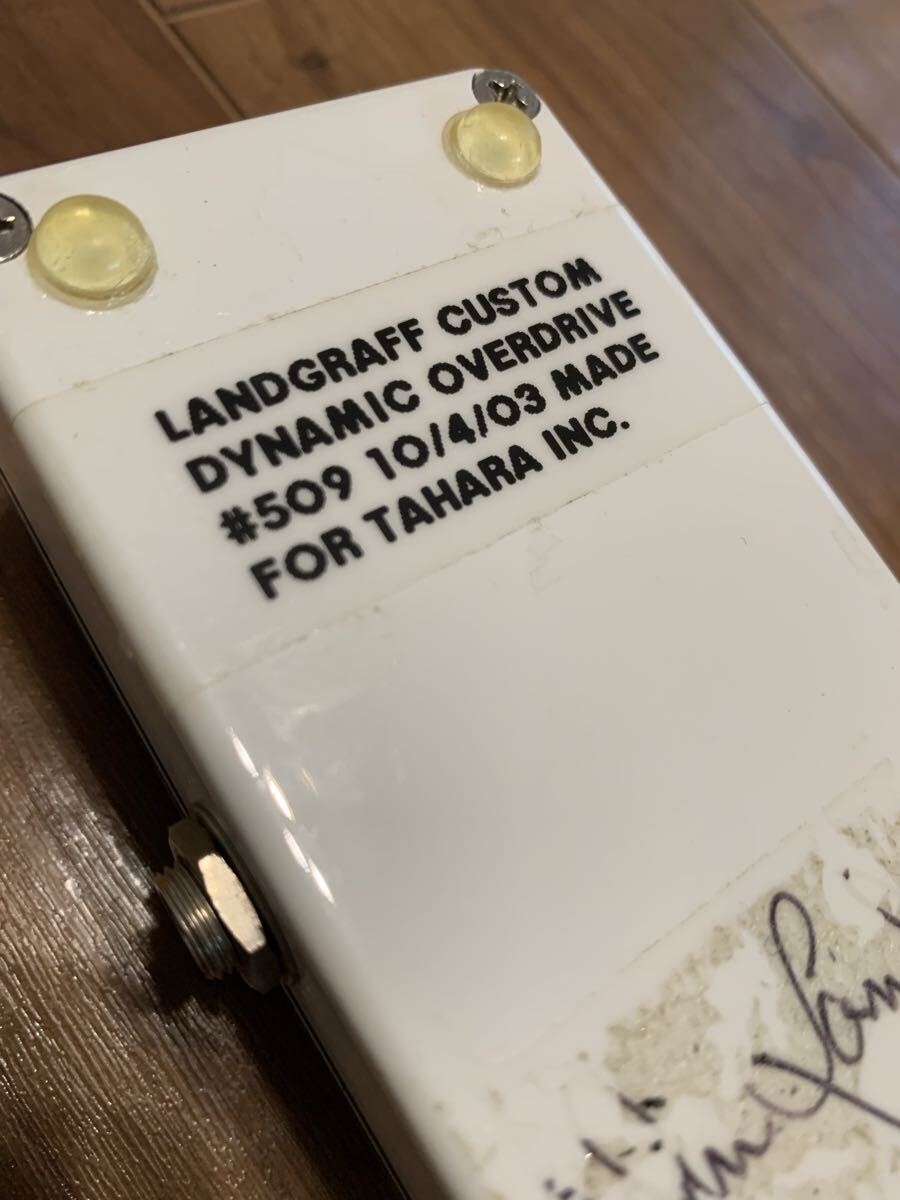 LANDGRAFF CUSTOM
DYNAMIC OVERDRIVE
#509 10/4/03 MADE
FOR TAHARA INC.